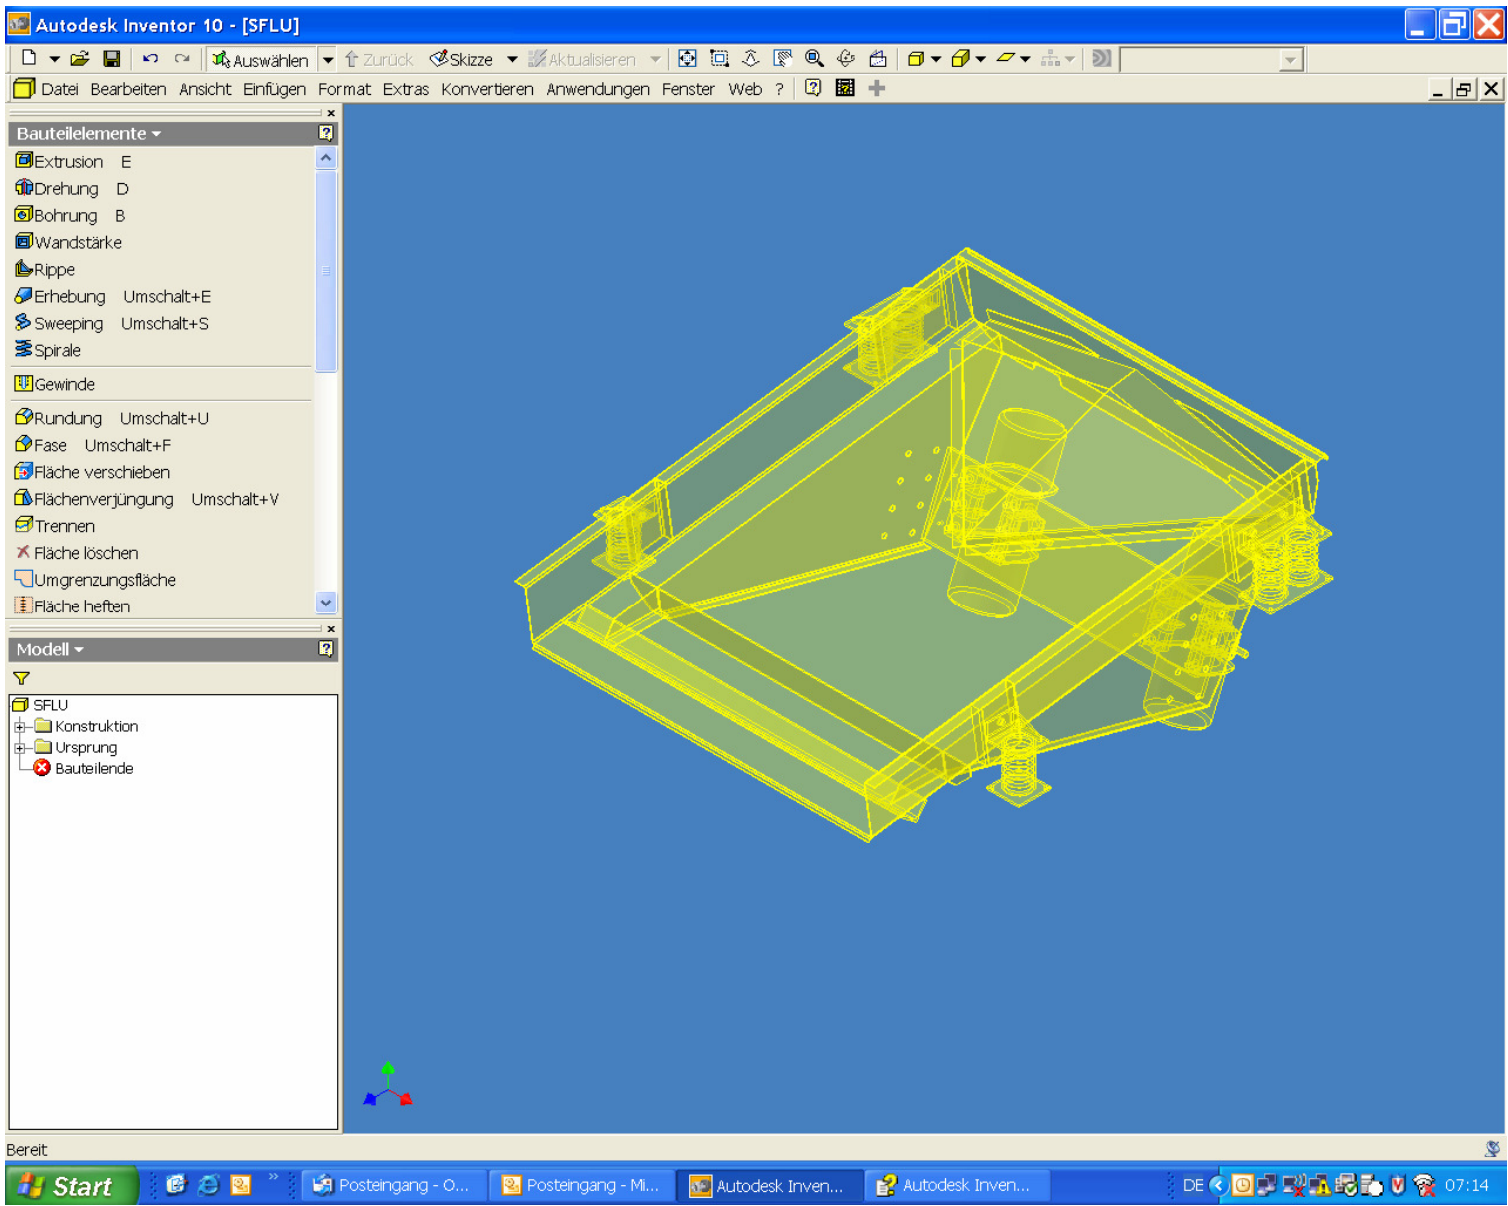 Autodesk Inventor 10 - [SFLU]
Auswählen Zurück Skizze Aktualisieren
Datei Bearbeiten Ansicht Einfügen Format Extras Konvertieren Anwendungen Fenster Web ?
Bauteilelemente
Extrusion E
Drehung D
Bohrung B
Wandstärke
Rippe
Erhebung Umschalt+E
Sweeping Umschalt+S
Spirale
Gewinde
Rundung Umschalt+U
Fase Umschalt+F
Fläche verschieben
Flächenverjüngung Umschalt+V
Trennen
Fläche löschen
Umgrenzungsfläche
Fläche heften
Modell
SFLU
Konstruktion
Ursprung
Bauteilende
Bereit
Start
Posteingang - O...
Posteingang - Mi...
Autodesk Inven...
Autodesk Inven...
DE
07:14